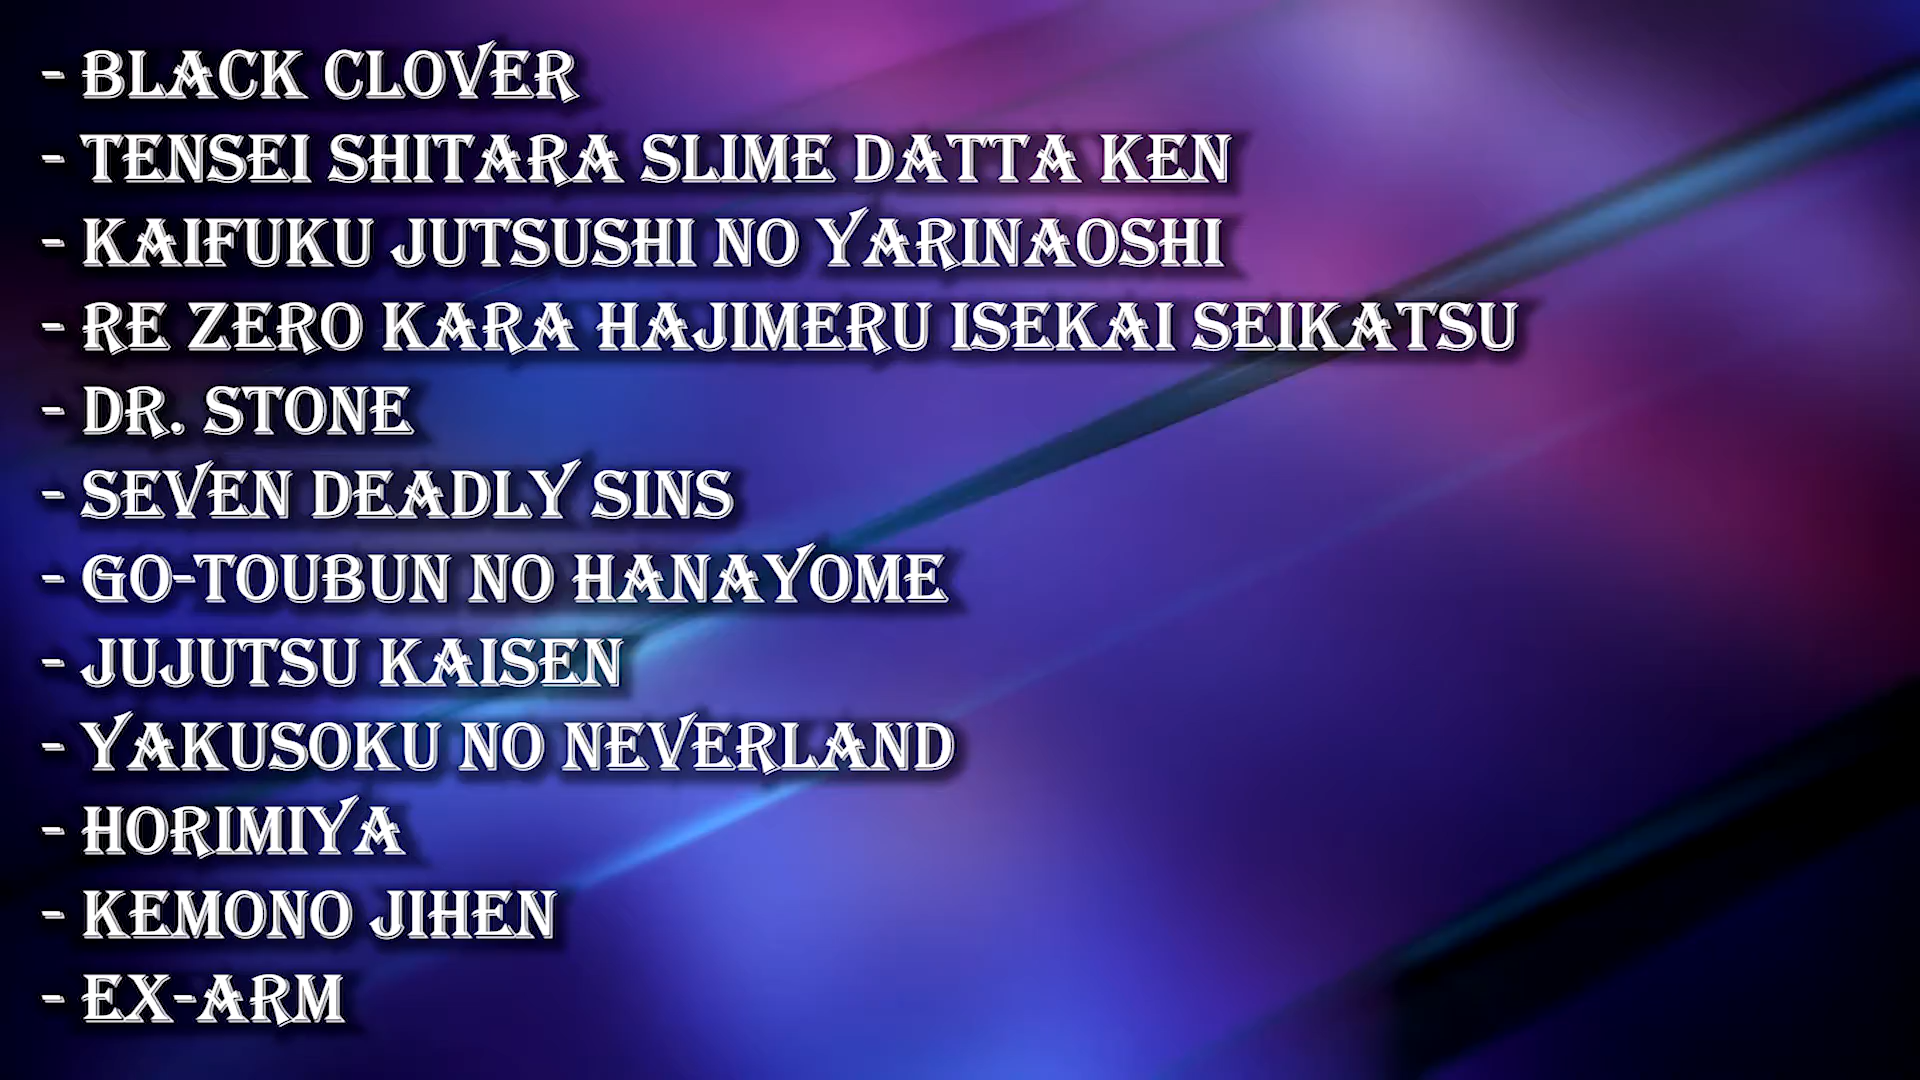 - BLACK CLOVER
- TENSEI SHITARA SLIME DATTA KEN
- KAIFUKU JUTSUSHI NO YARINAOSHI
- RE ZERO KARA HAJIMERU ISEKAI SEIKATSU
- DR. STONE
- SEVEN DEADLY SINS
- GO-TOUBUN NO HANAYOME
- JUJUTSU KAISEN
- YAKUSOKU NO NEVERLAND
- HORIMIYA
- KEMONO JIHEN
- EX-ARM